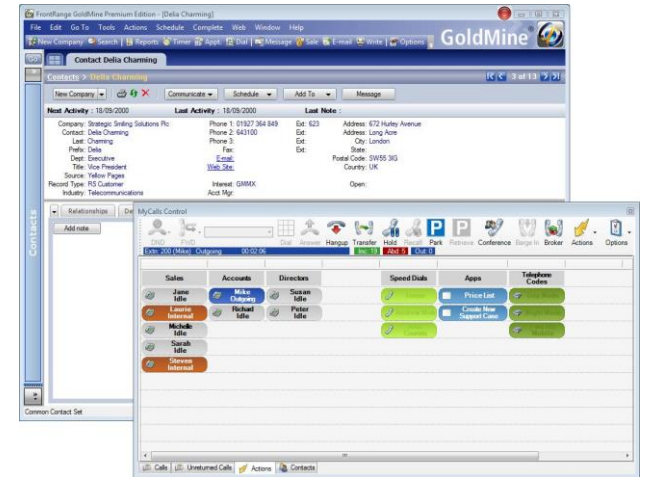 FrontRange GoldMine Premium Edition - [Delia Charming]
File Edit Go To Tools Actions Schedule Complete Web Window Help
New Company Search Reports Timer Appt. Dial Message Sale E-mail Write Options
GoldMine
Contact Delia Charming
Contacts > Delia Charming 3 of 13
New Company Communicate Schedule Add To Message
Next Activity : 18/09/2000 Last Activity : 18/09/2000 Last Note :
Company: Strategic Smiling Solutions Plc Phone 1: 01927 364 849 Ext: 623 Address: 672 Hurley Avenue
Contact: Delia Charming Phone 2: 643100 Ext: Address: Long Acre
Last: Charming Phone 3: Ext: City: London
Prefix: Delia Fax: Ext: State:
Dept: Executive E-mail: Postal Code: SW55 3IG
Title: Vice President Web Site: Country: UK
Source: Yellow Pages
Record Type: RS Customer Interest: GMMX Open:
Industry: Telecommunications Acct Mgr:
Contacts
Relationships
Add note
MyCalls Control
DND Dial Answer Hangup Transfer Hold Recall Park Retrieve Conference Barge In Broker Actions Options
Ext: 200 (Mike) Outgoing 00:02:06 Inc: 19 Abd: 5 Out: 0
Sales Accounts Directors Speed Dials Apps Telephone Codes
Jane Idle Mike Outgoing Susan Idle Price List
Laurie Internal Richard Idle Peter Idle Create New Support Case
Michelle Idle
Sarah Idle
Steven Internal
Calls Unreturned Calls Actions Contacts
Common Contact Set